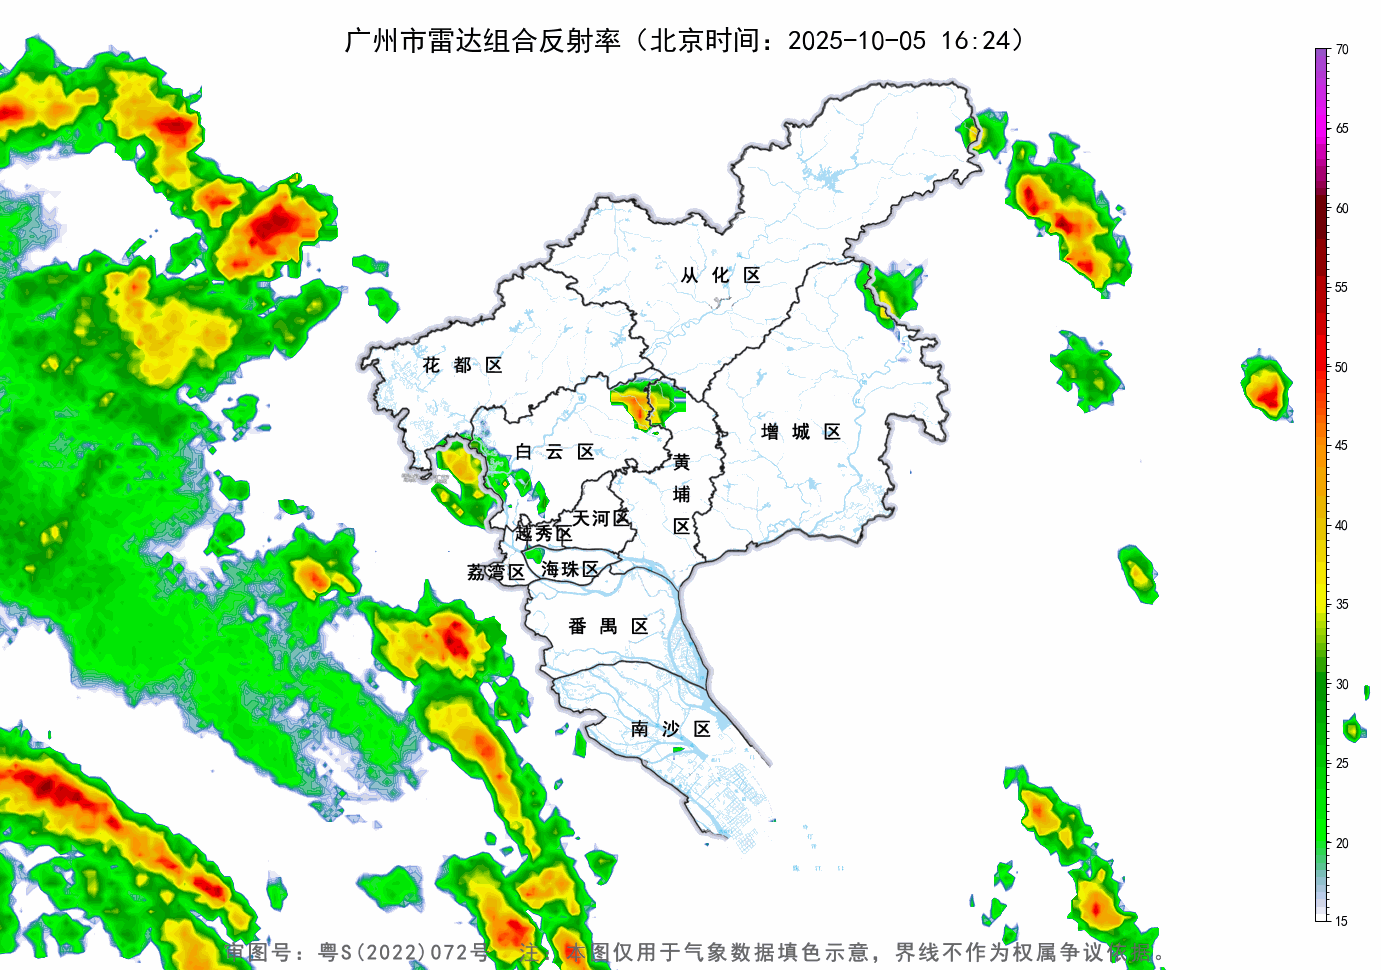 广州市雷达组合反射率（北京时间：2025-10-05 16:24）
70
65
60
55
50
45
40
35
30
25
20
15
从化区
花都区
增城区
白云区
黄埔区
天河区
越秀区
海珠区
荔湾区
番禺区
南沙区
审图号：粤S(2022)072号 注：本图仅用于气象数据填色示意，界线不作为权属争议依据。